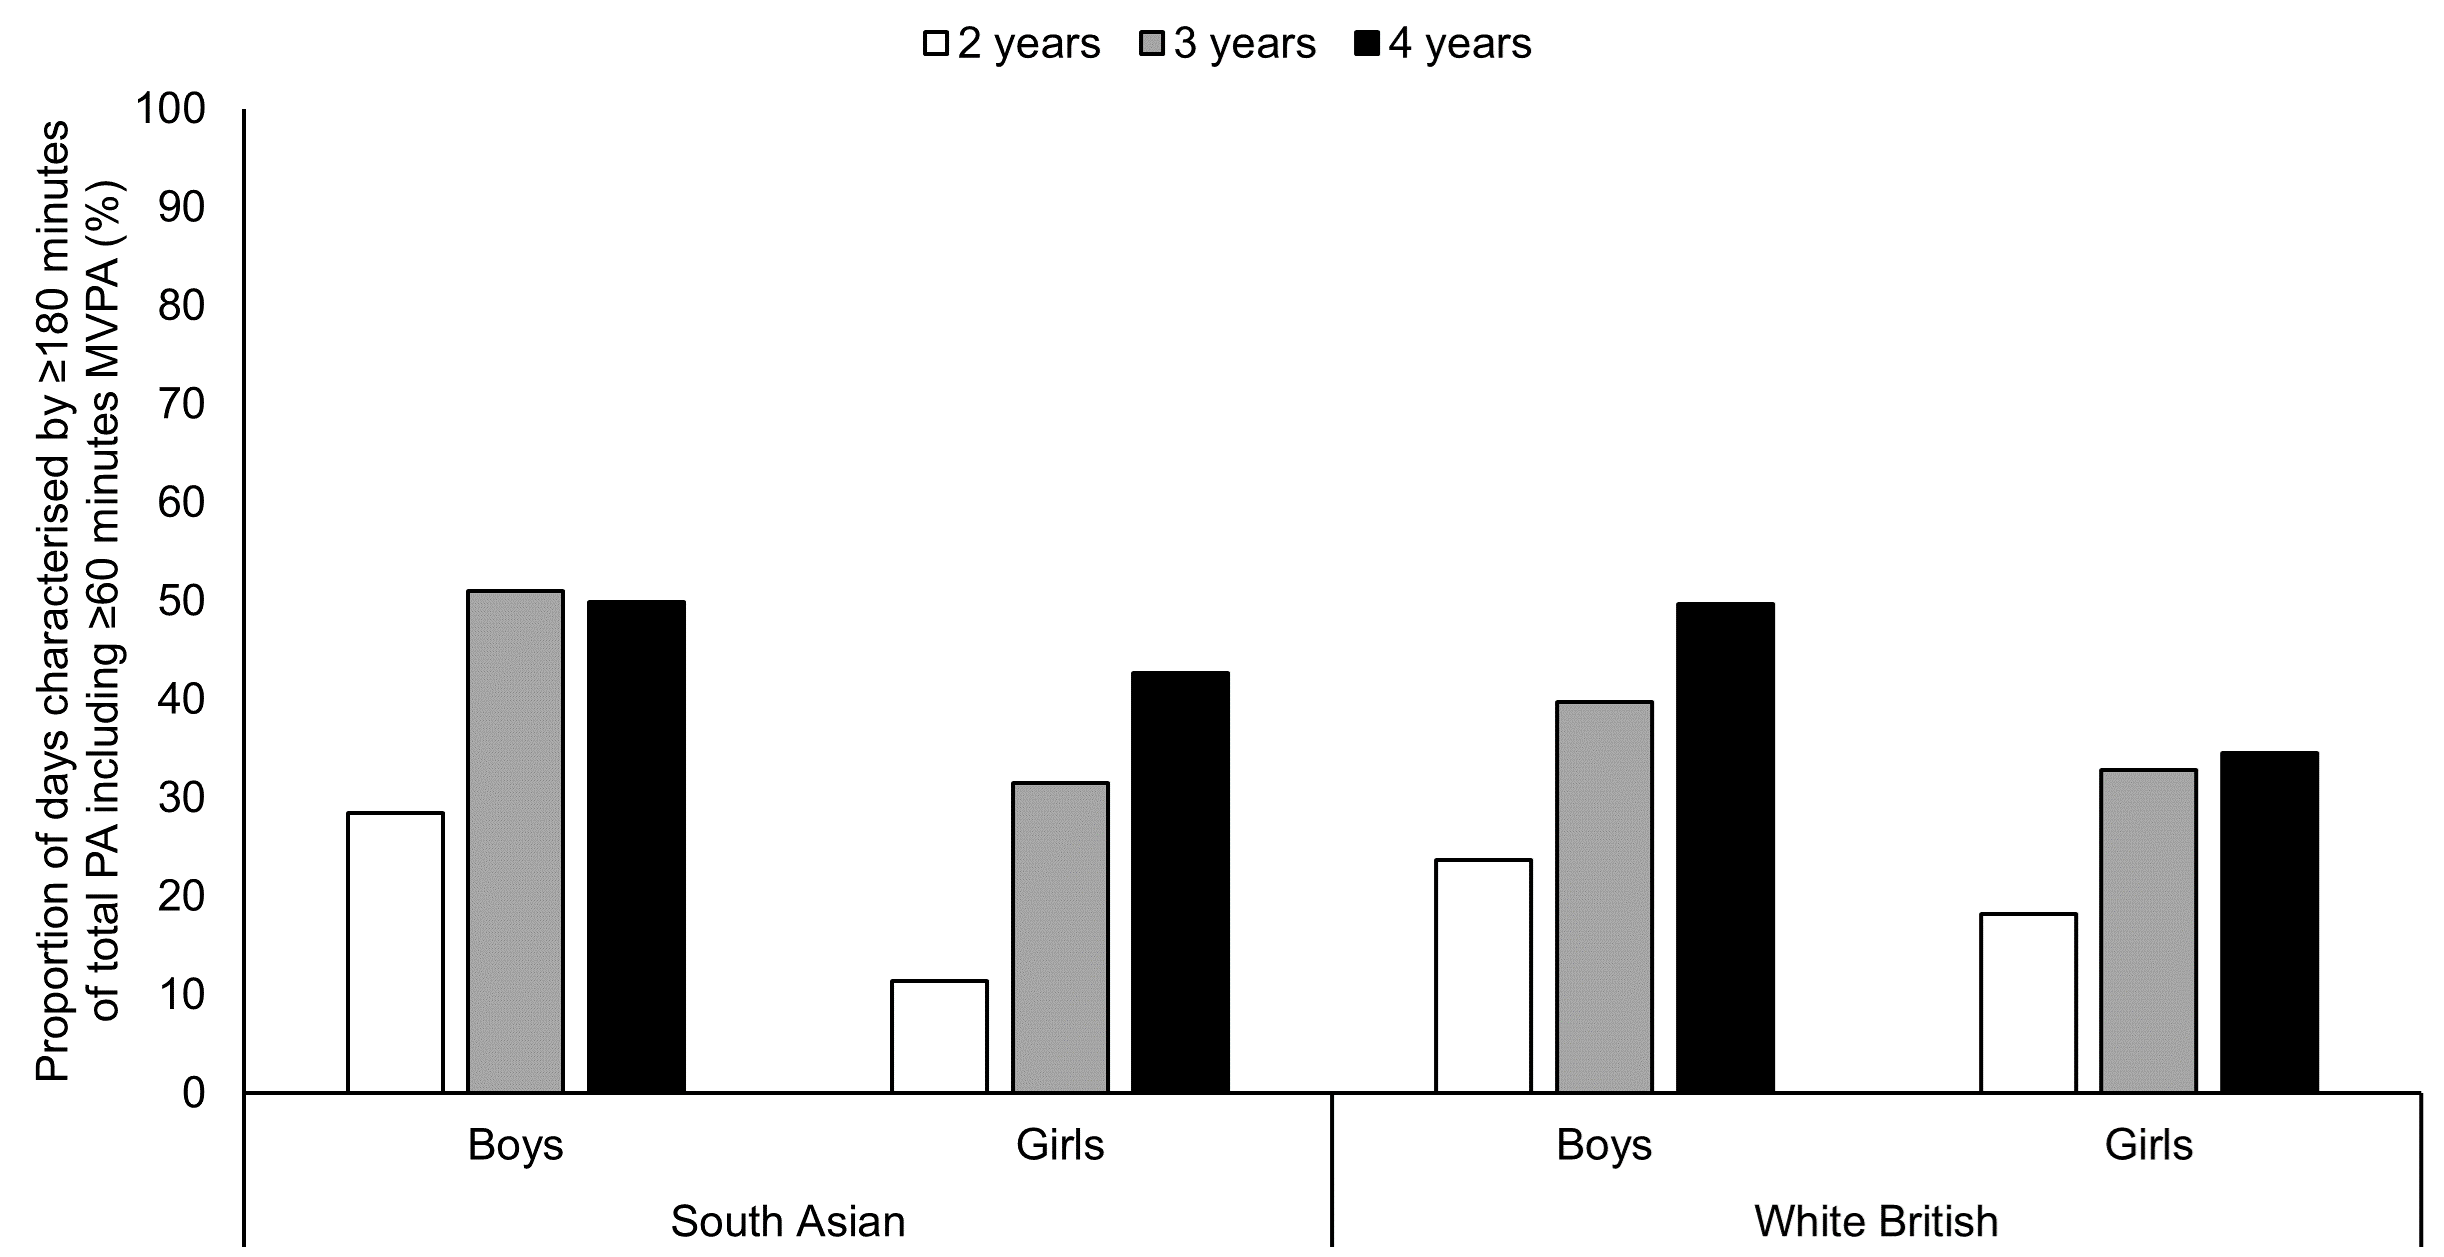 2 years 3 years 4 years
Proportion of days characterised by ≥180 minutes
of total PA including ≥60 minutes MVPA (%)
100
90
80
70
60
50
40
30
20
10
0
Boys Girls Boys Girls
South Asian White British